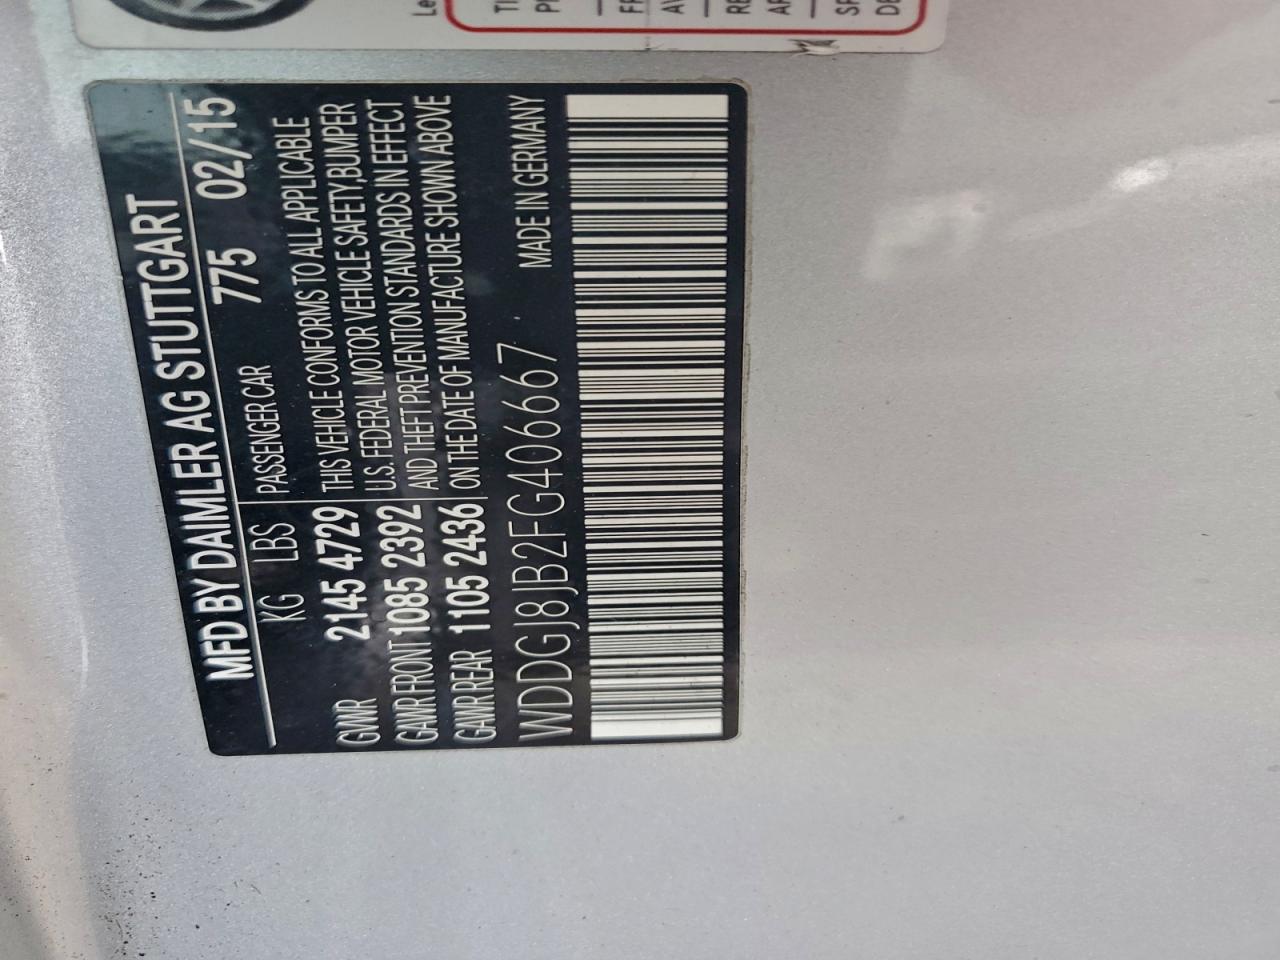 MFD BY DAIMLER AG STUTTGART
775 02/15
KG LBS PASSENGER CAR
GWR 2145 4729 THIS VEHICLE CONFORMS TO ALL APPLICABLE
U.S. FEDERAL MOTOR VEHICLE SAFETY,BUMPER
GAWR FRONT 1085 2392 AND THEFT PREVENTION STANDARDS IN EFFECT
GAWR REAR 1105 2436 ON THE DATE OF MANUFACTURE SHOWN ABOVE
WDDGJ8JB2FG406667 MADE IN GERMANY